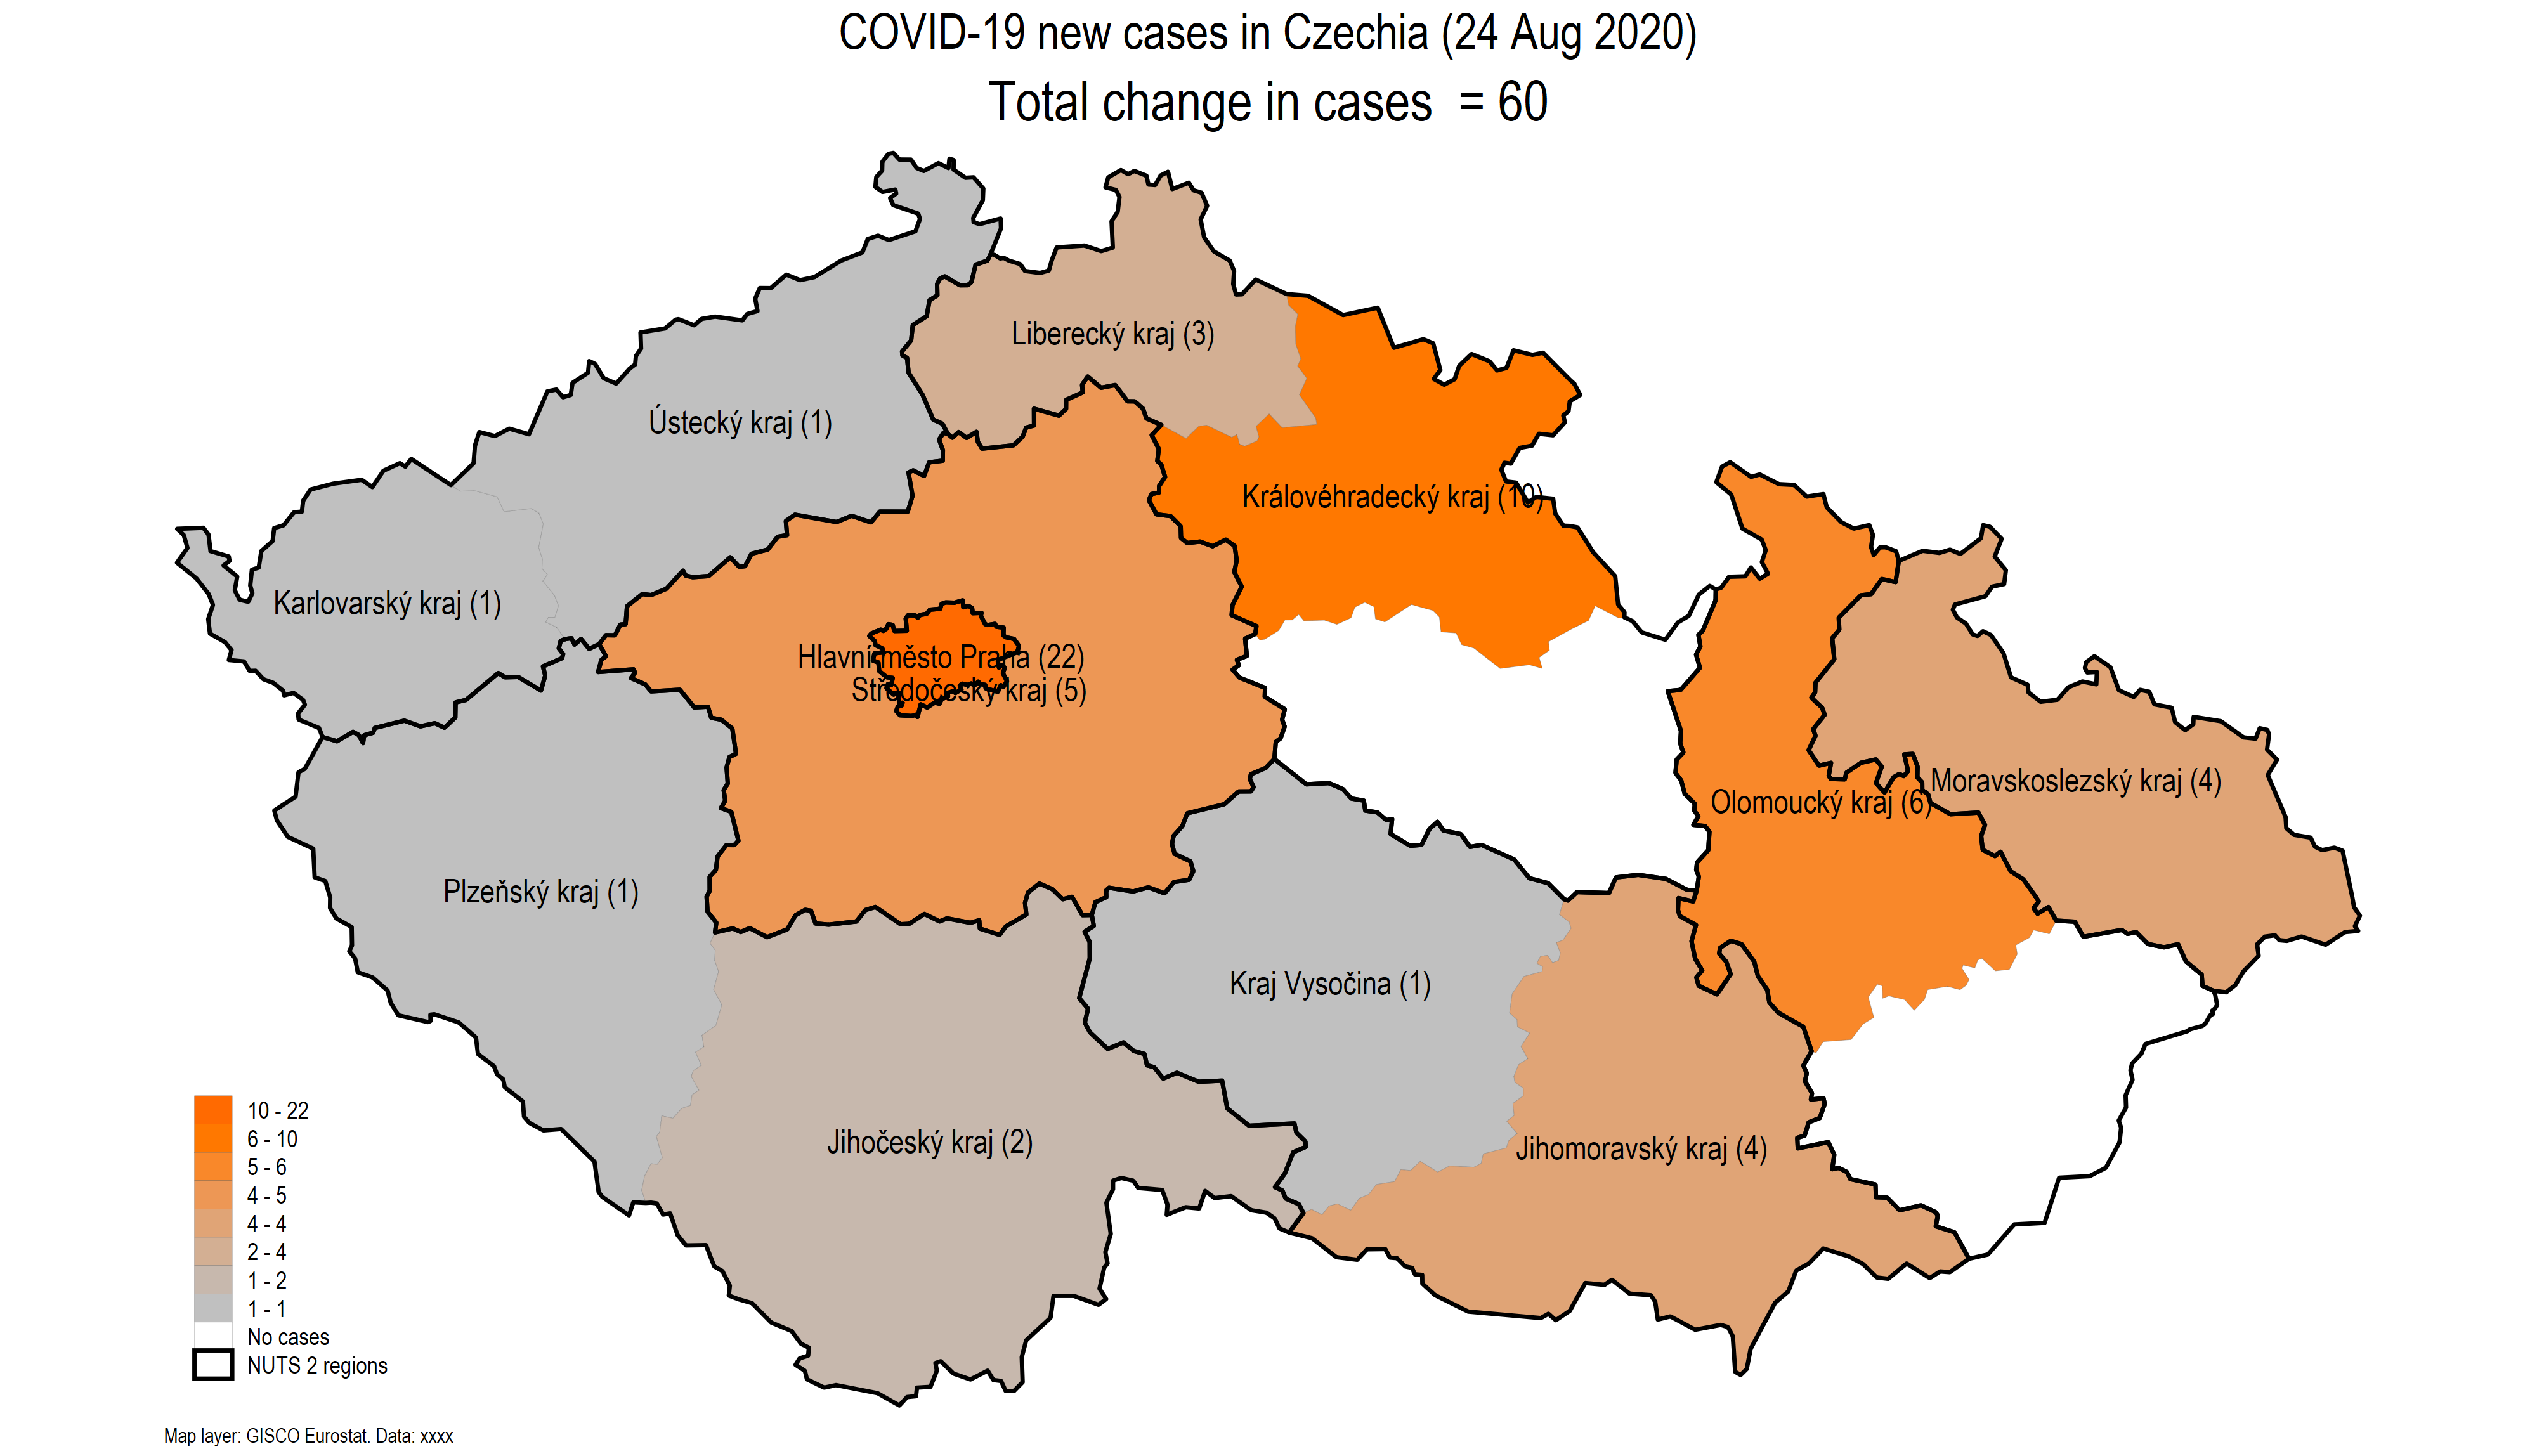 COVID-19 new cases in Czechia (24 Aug 2020)
Total change in cases = 60
Liberecký kraj (3)
Ústecký kraj (1)
Královéhradecký kraj (10)
Karlovarský kraj (1)
Hlavní město Praha (22)
Středočeský kraj (5)
Moravskoslezský kraj (4)
Olomoucký kraj (6)
Plzeňský kraj (1)
Kraj Vysočina (1)
Jihočeský kraj (2)
Jihomoravský kraj (4)
10 - 22
6 - 10
5 - 6
4 - 5
4 - 4
2 - 4
1 - 2
1 - 1
No cases
NUTS 2 regions
Map layer: GISCO Eurostat. Data: xxxx